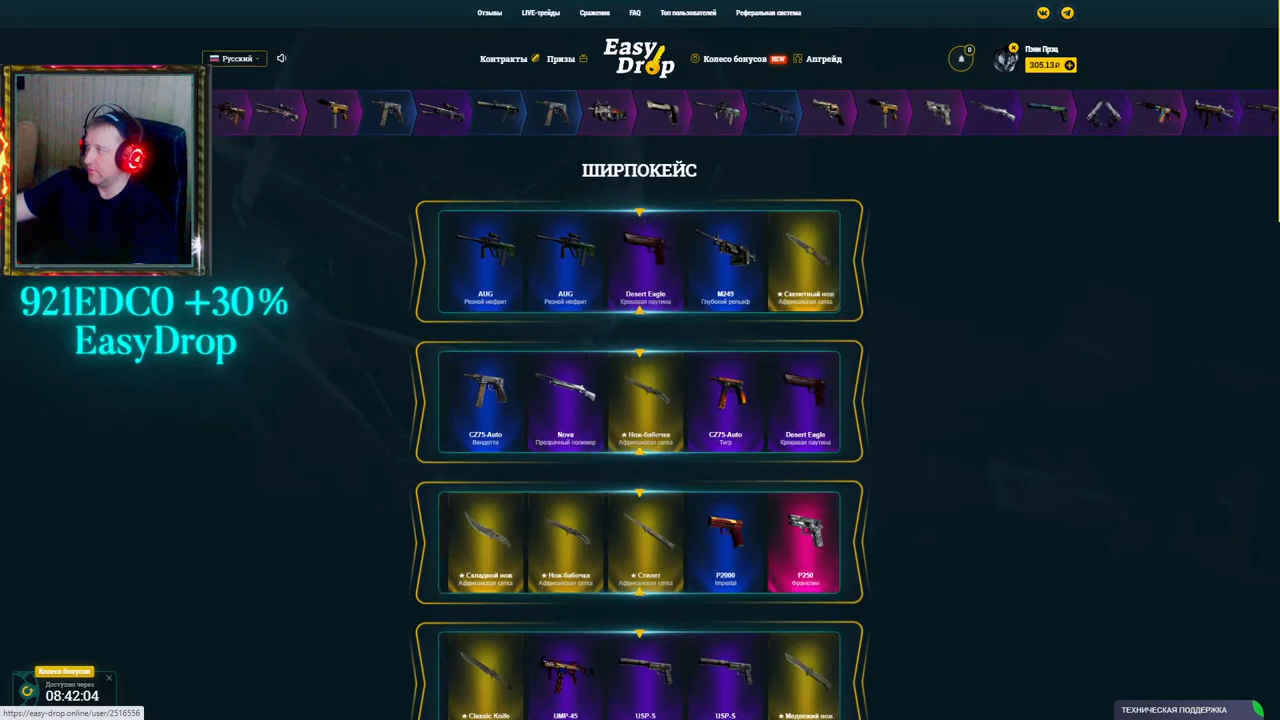 Отзывы LIVE-трейды Сражения FAQ Топ пользователей Реферальная система
Русский
Контракты Призы Easy Drop Колесо бонусов NEW Апгрейд
0
Пэнн Прэц
305.13₽
ШИРПОКЕЙС
AUG AUG Desert Eagle M249 ★ Скелетный нож
Резной нефрит Резной нефрит Кровавая паутина Глубокий рельеф Африканская сетка
921EDC0 +30%
EasyDrop
CZ75-Auto Nova ★ Нож-бабочка CZ75-Auto Desert Eagle
Вендетта Прозрачный полимер Африканская сетка Тигр Кровавая паутина
★ Складной нож ★ Нож-бабочка ★ Стилет P2000 P250
Африканская сетка Африканская сетка Африканская сетка Imperial Франклин
★ Classic Knife UMP-45 USP-S USP-S ★ Медвежий нож
Колесо бонусов
Доступно через
08:42:04
https://easy-drop.online/user/2516556
ТЕХНИЧЕСКАЯ ПОДДЕРЖКА